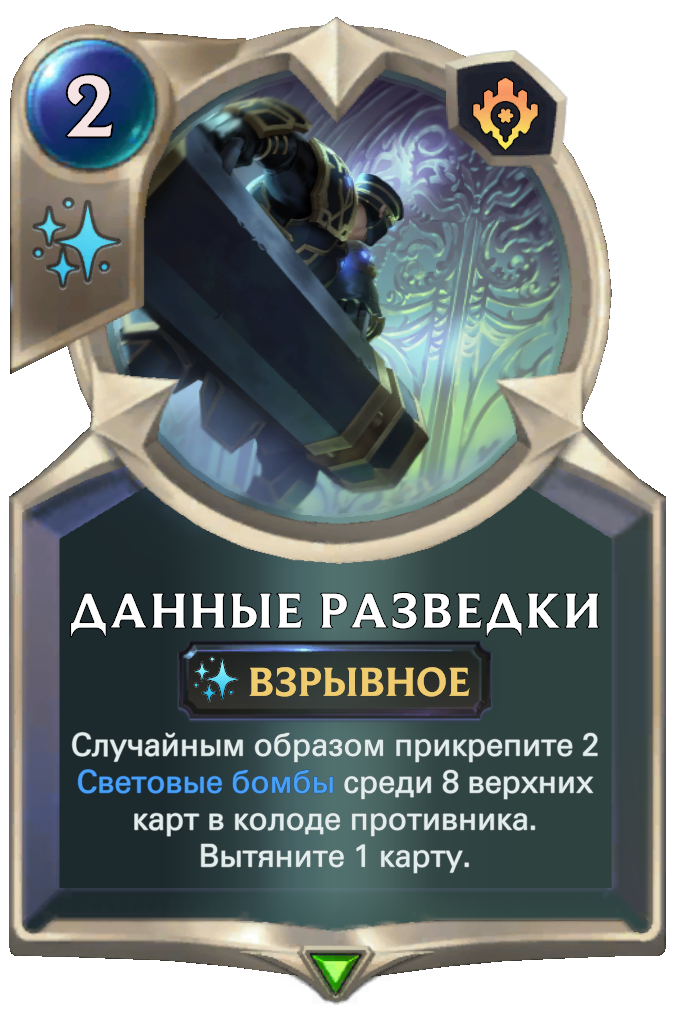 2
ДАННЫЕ РАЗВЕДКИ
ВЗРЫВНОЕ
Случайным образом прикрепите 2
Световые бомбы среди 8 верхних
карт в колоде противника.
Вытяните 1 карту.